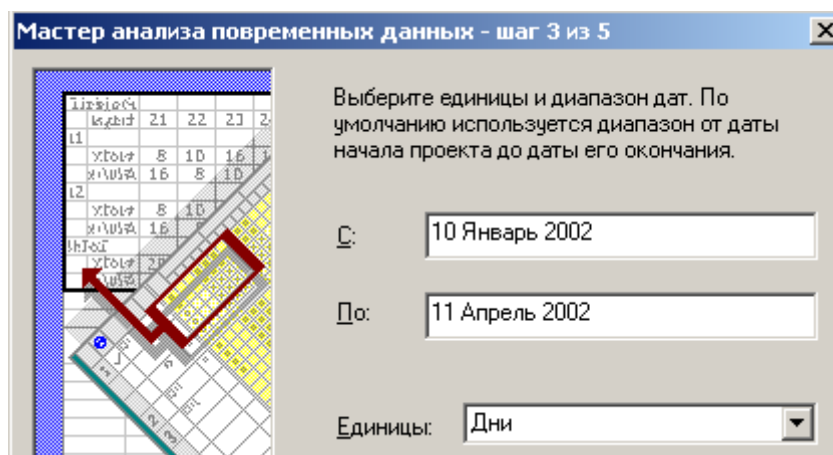 Мастер анализа повременных данных - шаг 3 из 5
Выберите единицы и диапазон дат. По
умолчанию используется диапазон от даты
начала проекта до даты его окончания.
21 22 23
8 10 16
16 8 10
8 10
16
С: 10 Январь 2002
По: 11 Апрель 2002
Единицы: Дни